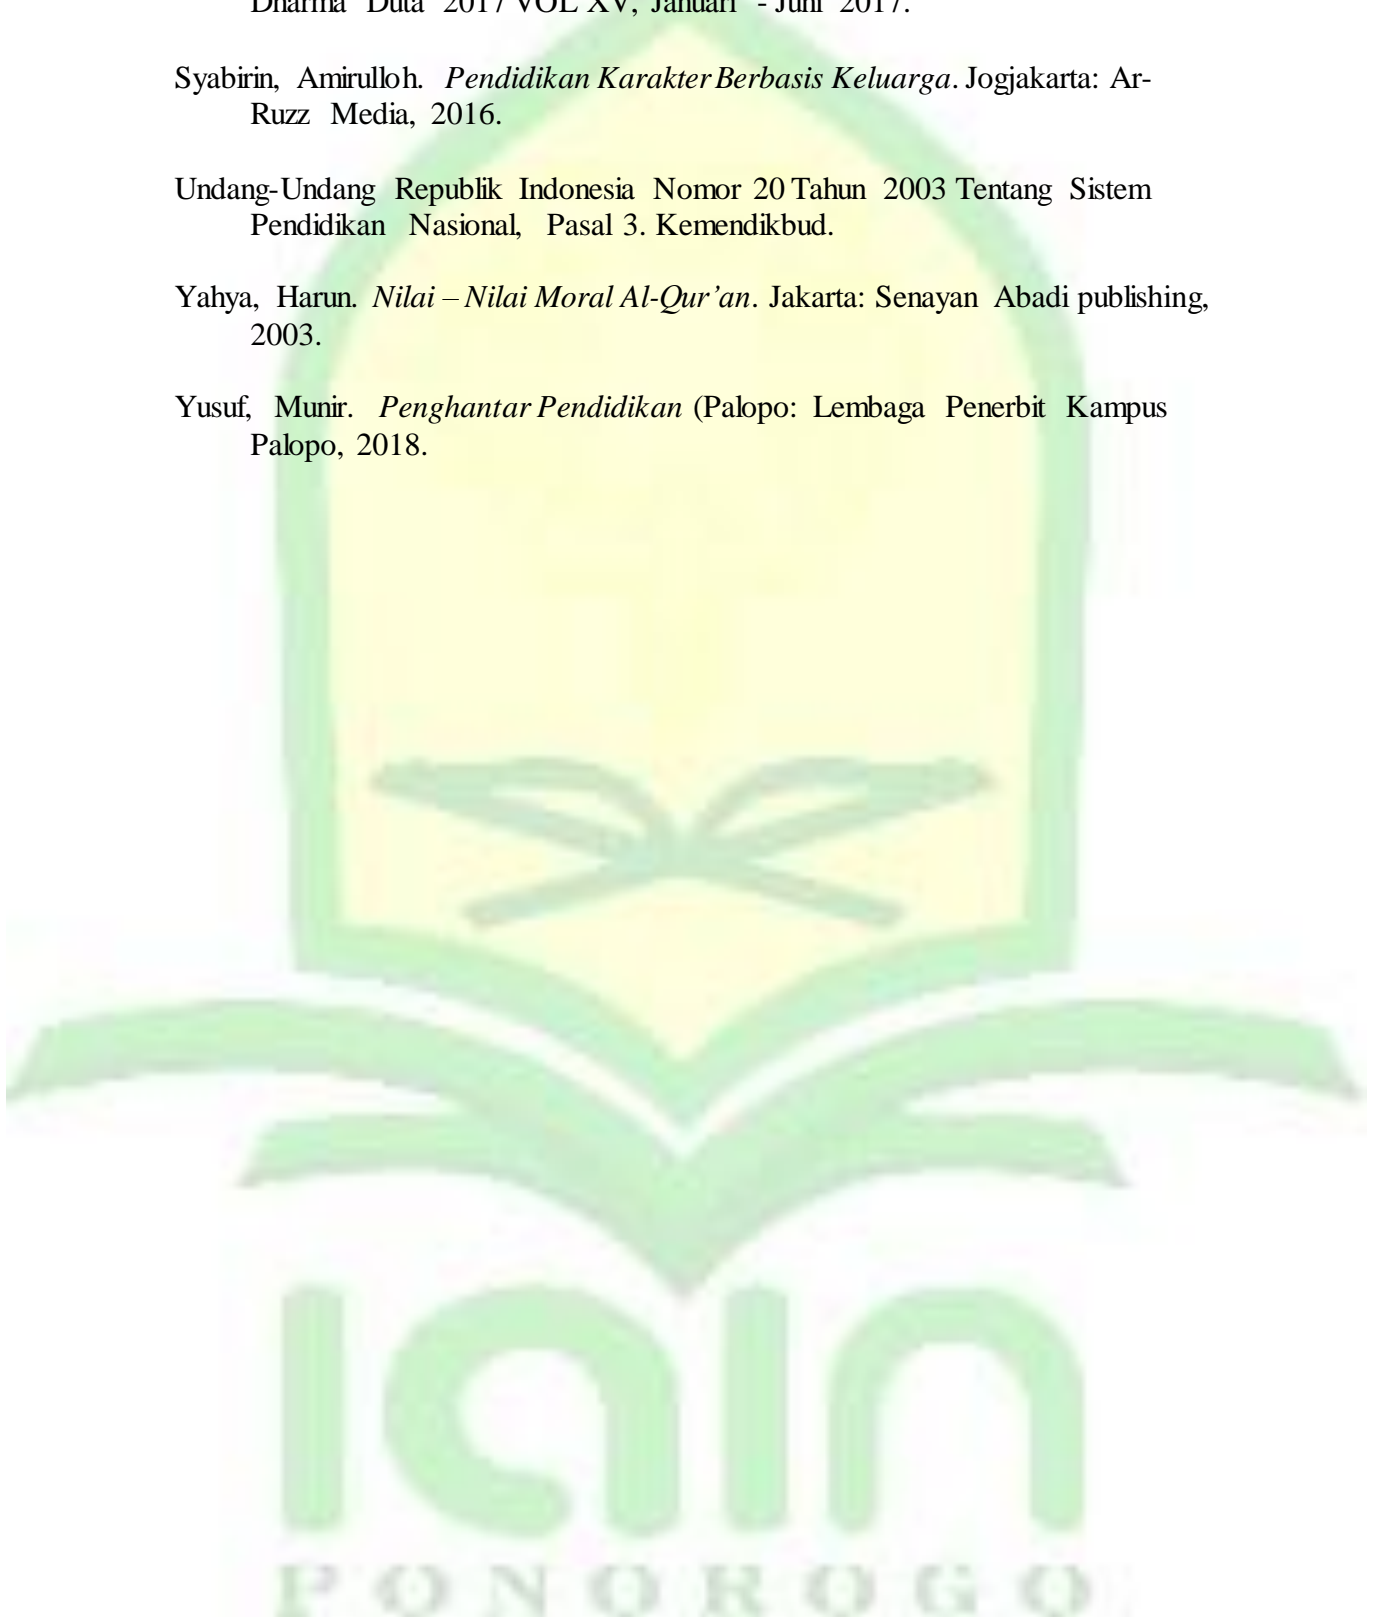 Dharma Duta 2017 VOL XV, Januari - Juni 2017.
Syabirin, Amirulloh. Pendidikan Karakter Berbasis Keluarga. Jogjakarta: Ar-
Ruzz Media, 2016.
Undang-Undang Republik Indonesia Nomor 20 Tahun 2003 Tentang Sistem
Pendidikan Nasional, Pasal 3. Kemendikbud.
Yahya, Harun. Nilai – Nilai Moral Al-Qur’an. Jakarta: Senayan Abadi publishing,
2003.
Yusuf, Munir. Penghantar Pendidikan (Palopo: Lembaga Penerbit Kampus
Palopo, 2018.
iain
PONOROGO